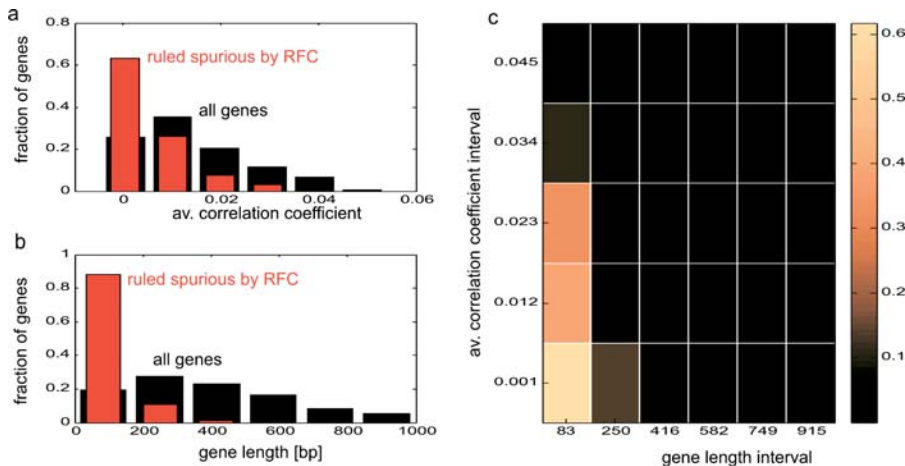 a
0.8
0.6
0.4
0.2
0
fraction of genes
ruled spurious by RFC
all genes
0 0.02 0.04 0.06
av. correlation coefficient
b
1
0.8
0.6
0.4
0.2
0
fraction of genes
ruled spurious by RFC
all genes
0 200 400 600 800 1000
gene length [bp]
c
av. correlation coefficient interval
0.045
0.034
0.023
0.012
0.001
83 250 416 582 749 915
gene length interval
0.6
0.5
0.4
0.3
0.2
0.1